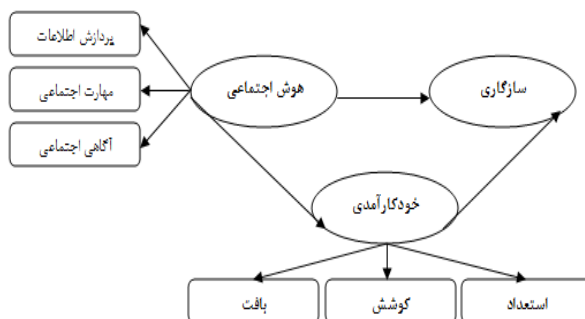 پردازش اطلاعات
هوش اجتماعی
سازگاری
مهارت اجتماعی
آگاهی اجتماعی
خودکارآمدی
استعداد
کوشش
بافت